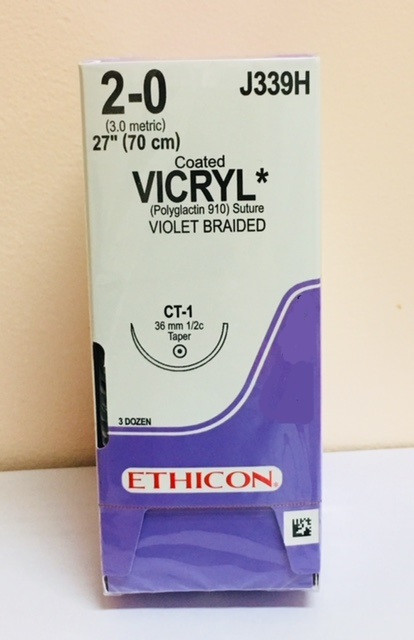 2-0
J339H
(3.0 metric)
27" (70 cm)
Coated
VICRYL*
(Polyglactin 910) Suture
VIOLET BRAIDED
CT-1
36 mm 1/2c
Taper
3 DOZEN
ETHICON®